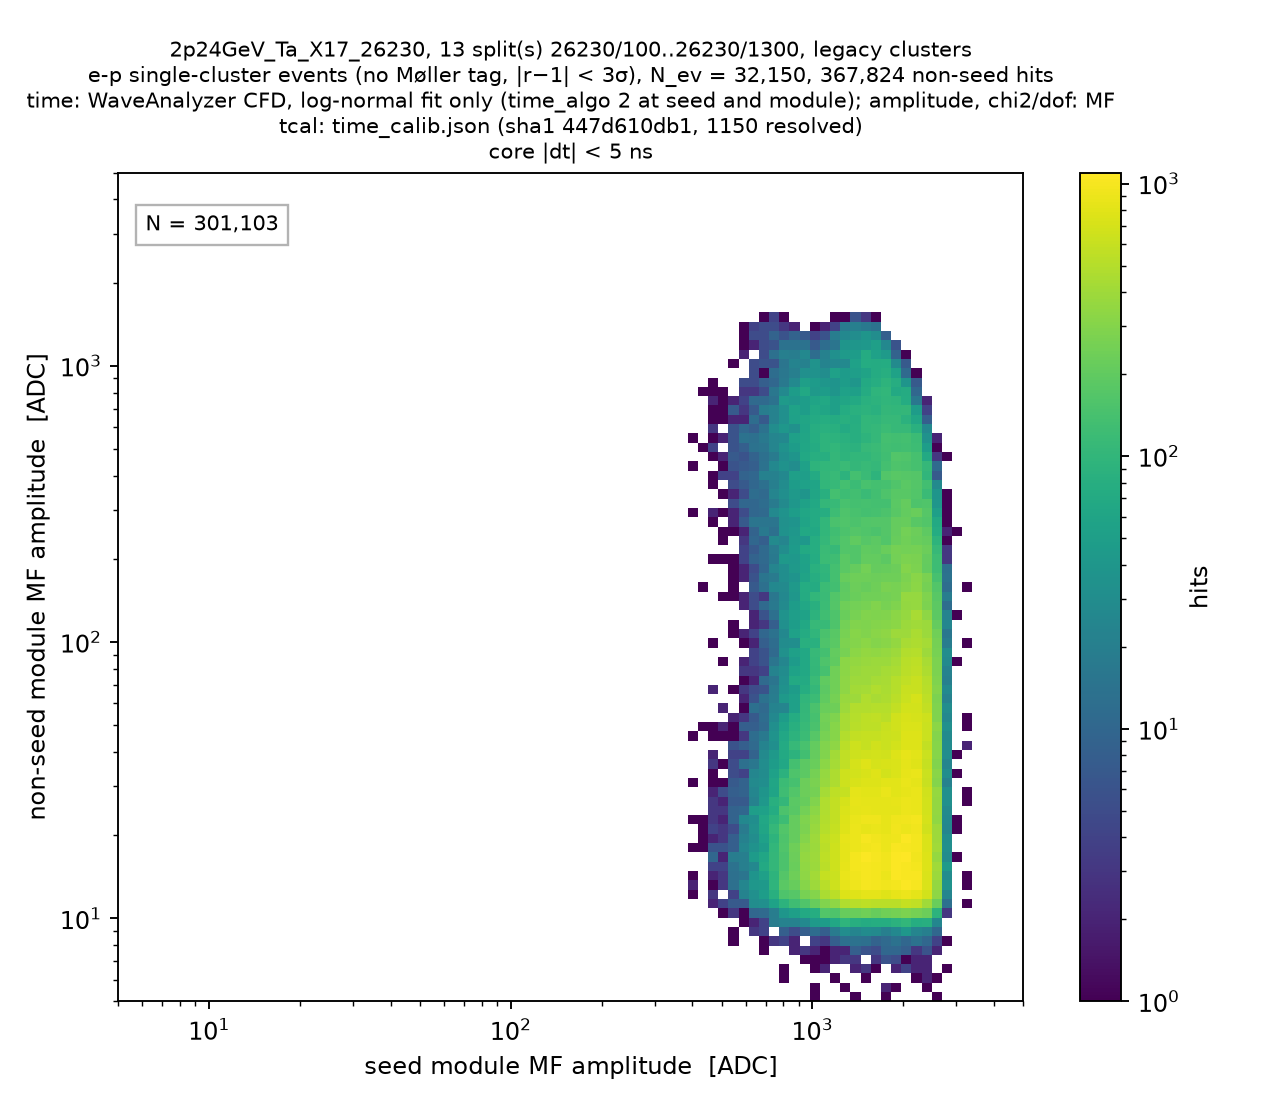 2p24GeV_Ta_X17_26230, 13 split(s) 26230/100..26230/1300, legacy clusters
e-p single-cluster events (no Møller tag, |r−1| < 3σ), N_ev = 32,150, 367,824 non-seed hits
time: WaveAnalyzer CFD, log-normal fit only (time_algo 2 at seed and module); amplitude, chi2/dof: MF
tcal: time_calib.json (sha1 447d610db1, 1150 resolved)
core |dt| < 5 ns
N = 301,103
non-seed module MF amplitude [ADC]
10³
10²
10¹
10¹ 10² 10³
seed module MF amplitude [ADC]
10³
10²
10¹
10⁰
hits